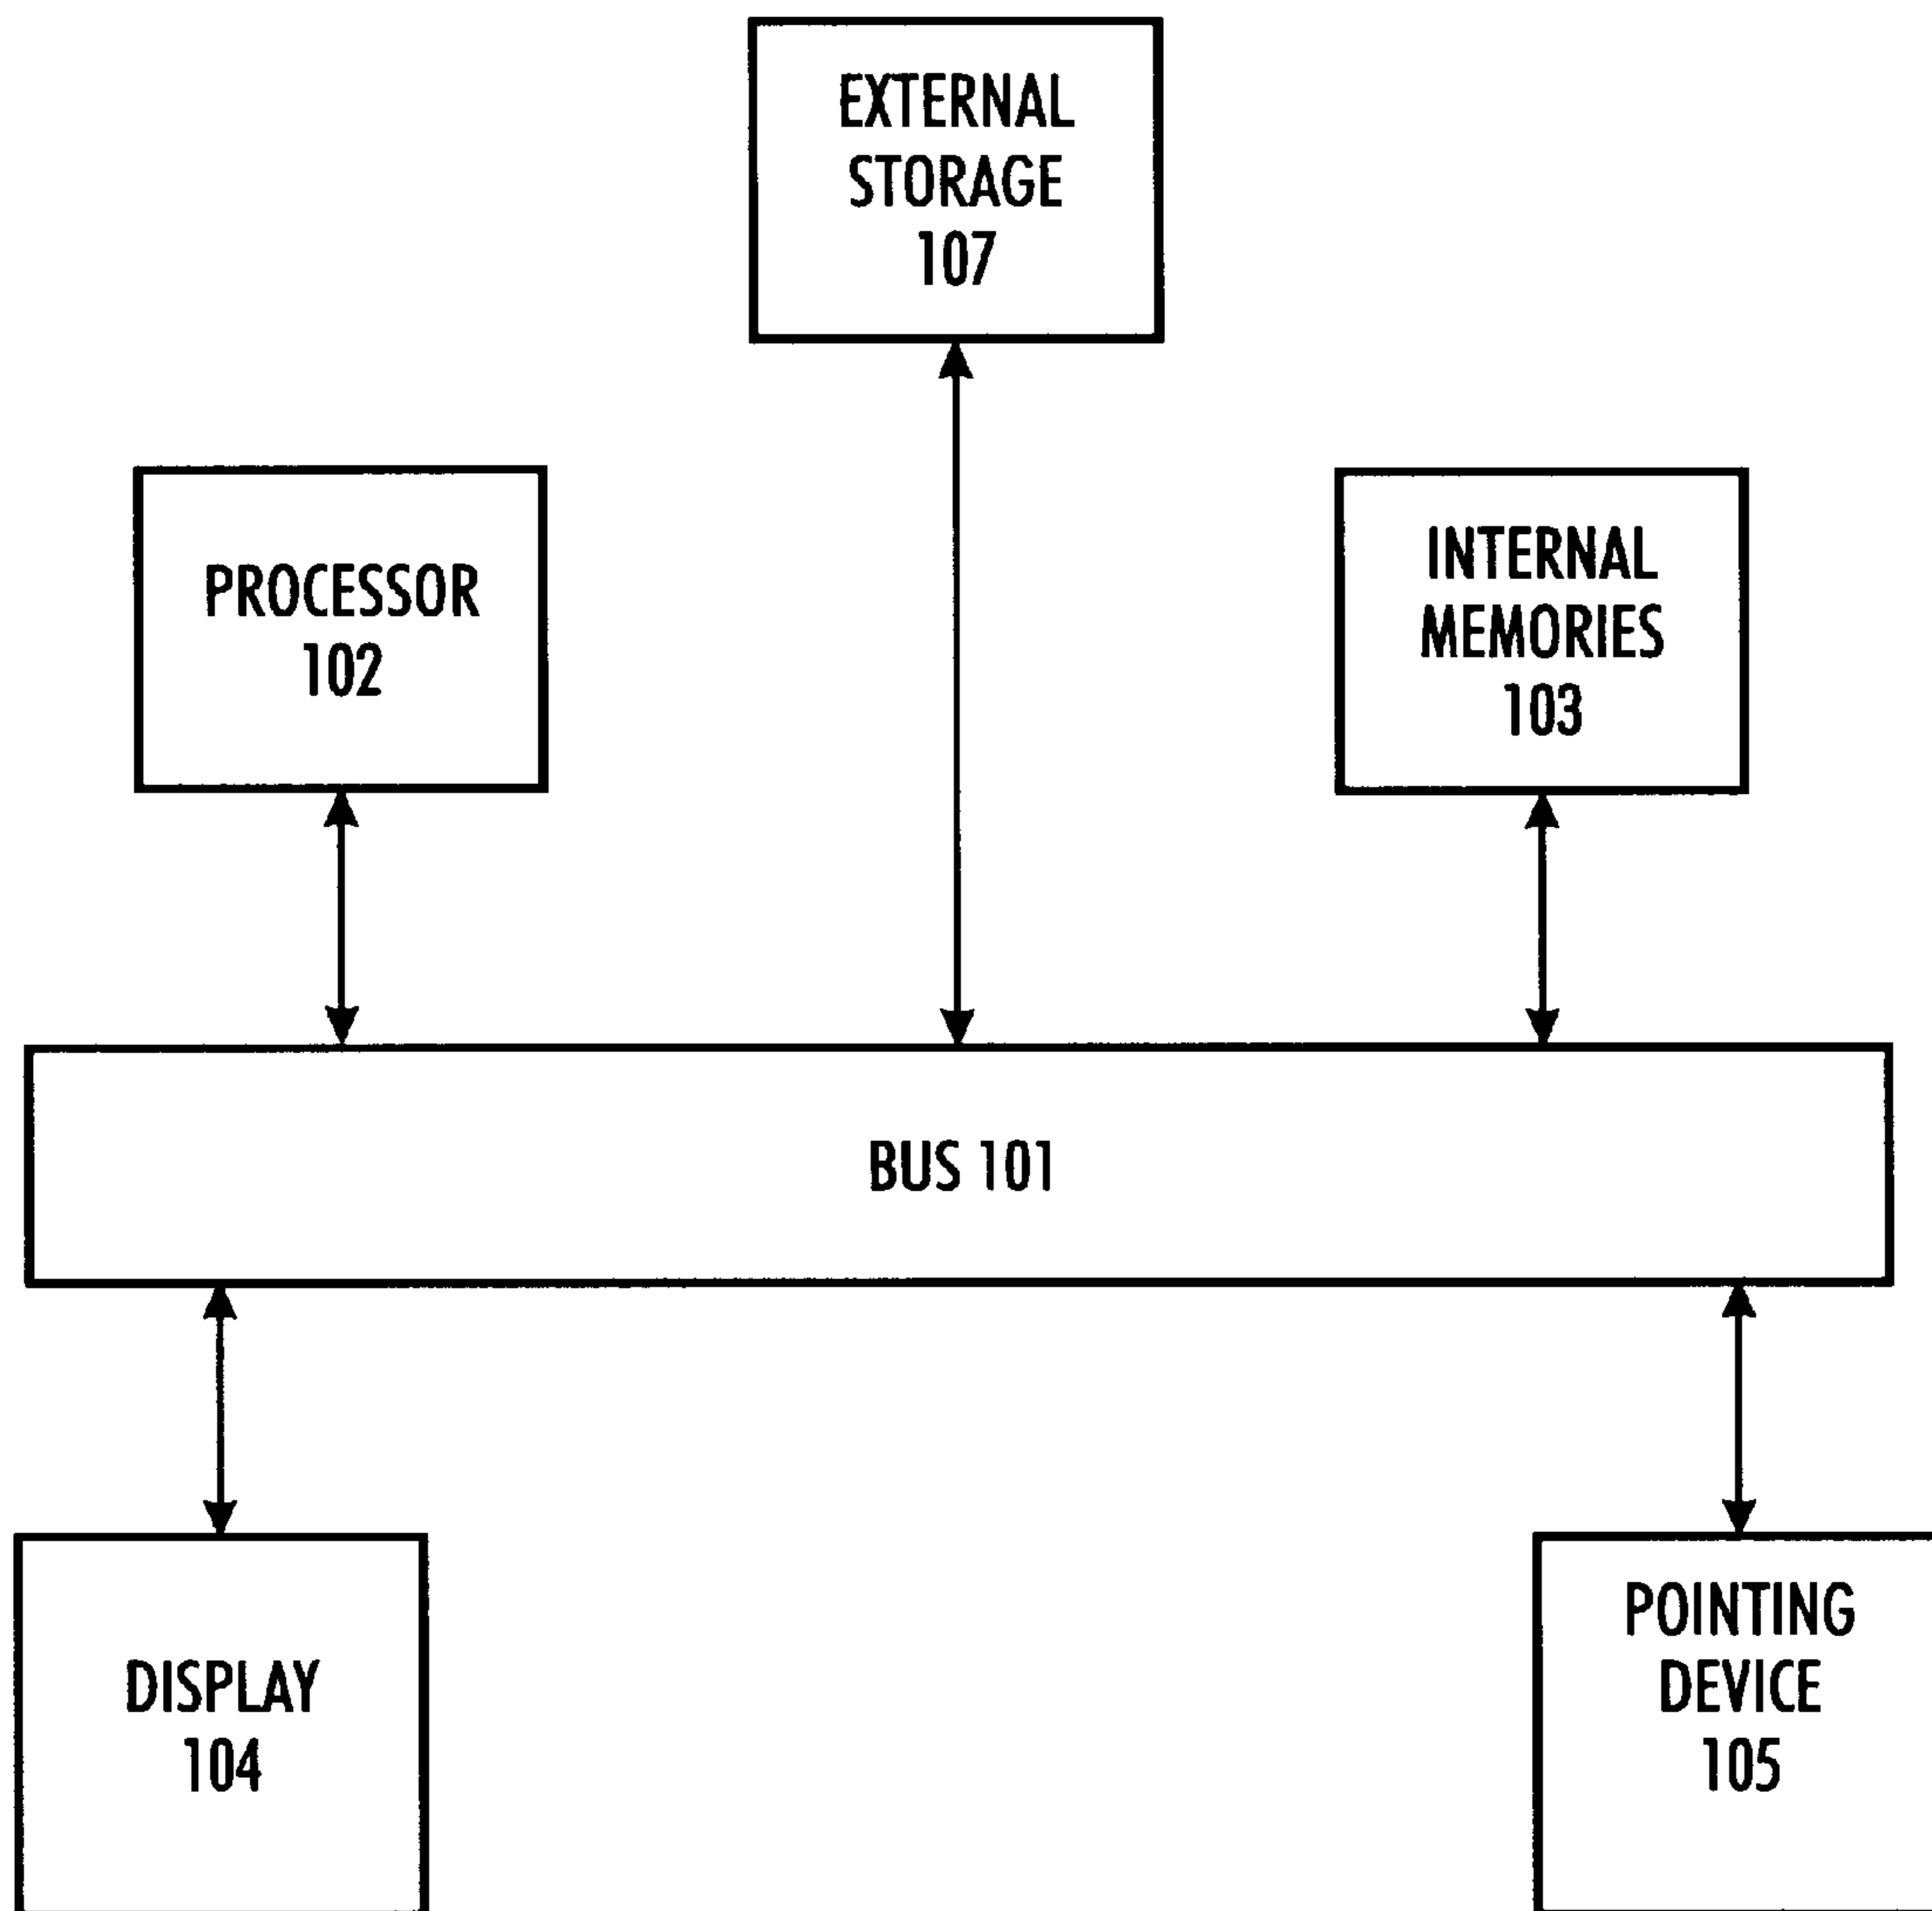 EXTERNAL
STORAGE
107
PROCESSOR
102
INTERNAL
MEMORIES
103
BUS 101
DISPLAY
104
POINTING
DEVICE
105